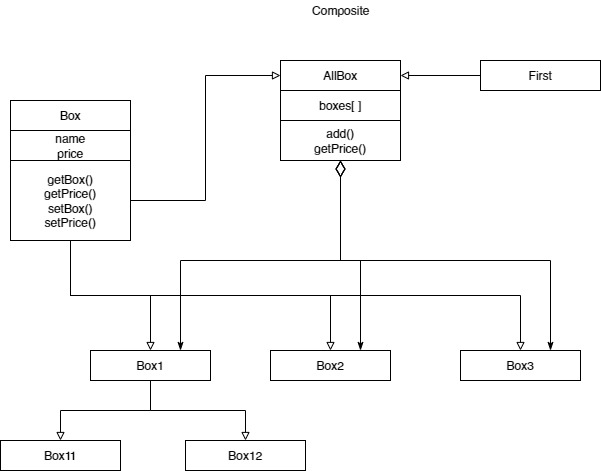 Composite
AllBox
First
boxes[ ]
add()
getPrice()
Box
name
price
getBox()
getPrice()
setBox()
setPrice()
Box1
Box2
Box3
Box11
Box12